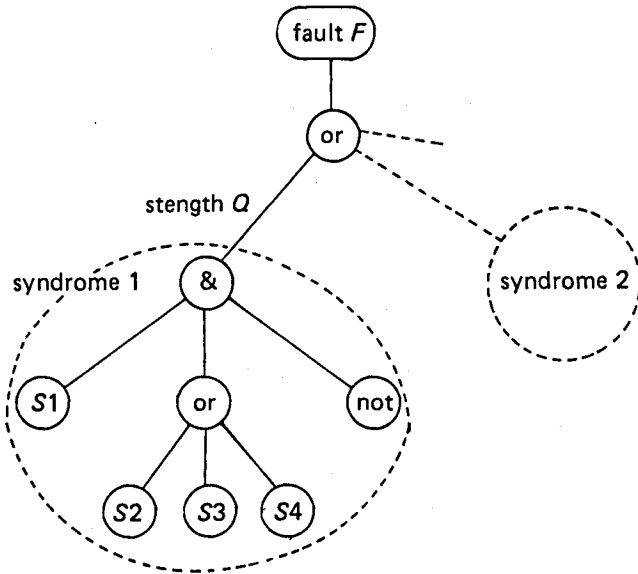 fault F
or
stength Q
syndrome 1
&
syndrome 2
S1
or
not
S2
S3
S4